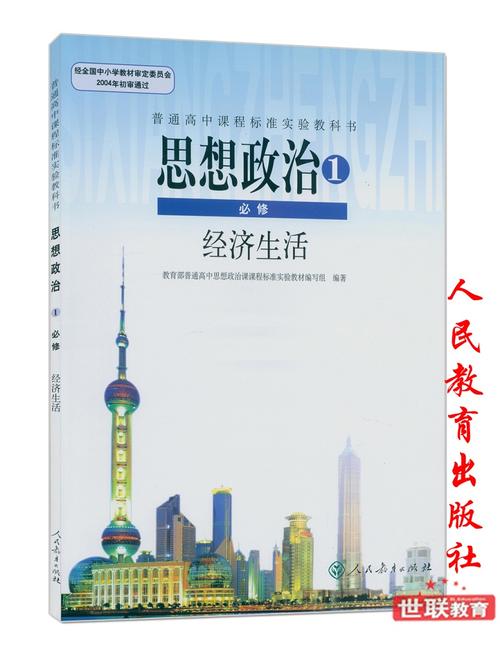 经全国中小学教材审定委员会
2004年初审通过
普通高中课程标准实验教科书
思想政治1
必修
经济生活
教育部普通高中思想政治课课程标准实验教材编写组 编著
人民教育出版社
普通高中课程标准实验教科书
思想政治
1
必修
经济生活
人民教育出版社
人民教育出版社
世联教育